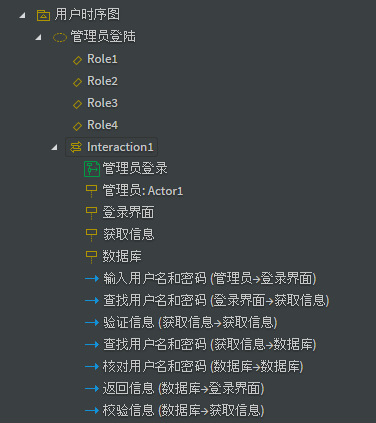 用户时序图
管理员登陆
Role1
Role2
Role3
Role4
Interaction1
管理员登录
管理员: Actor1
登录界面
获取信息
数据库
输入用户名和密码 (管理员→登录界面)
查找用户名和密码 (登录界面→获取信息)
验证信息 (获取信息→获取信息)
查找用户名和密码 (获取信息→数据库)
核对用户名和密码 (数据库→数据库)
返回信息 (数据库→登录界面)
校验信息 (数据库→获取信息)